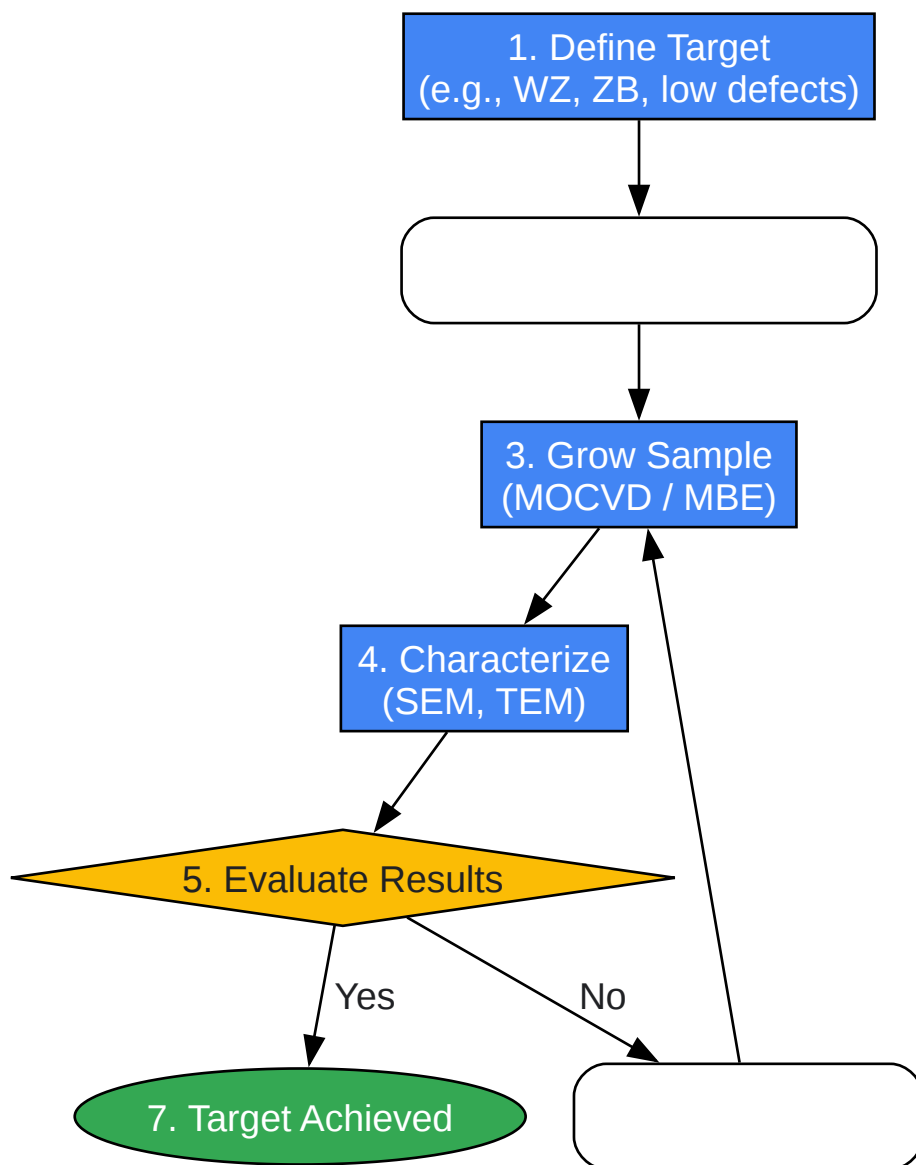 1. Define Target
(e.g., WZ, ZB, low defects)
3. Grow Sample
(MOCVD / MBE)
4. Characterize
(SEM, TEM)
5. Evaluate Results
Yes
No
7. Target Achieved